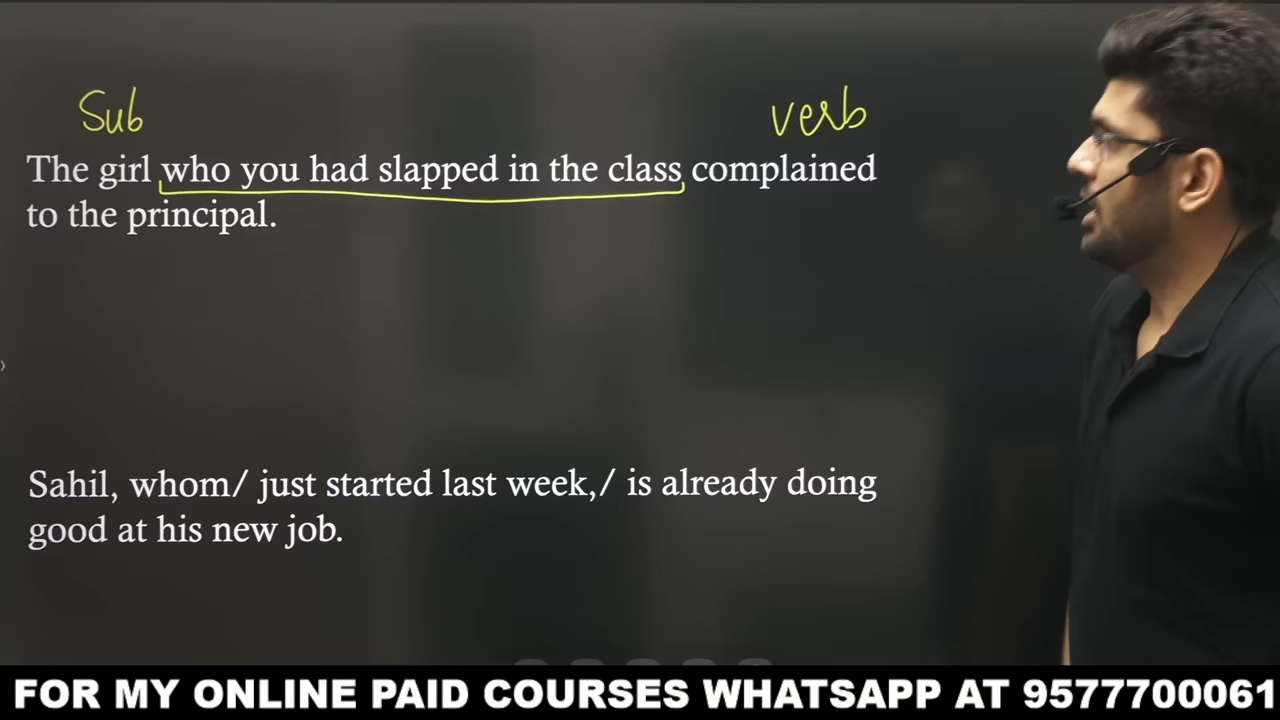 Sub
verb
The girl who you had slapped in the class complained
to the principal.
Sahil, whom/ just started last week,/ is already doing
good at his new job.
FOR MY ONLINE PAID COURSES WHATSAPP AT 9577700061